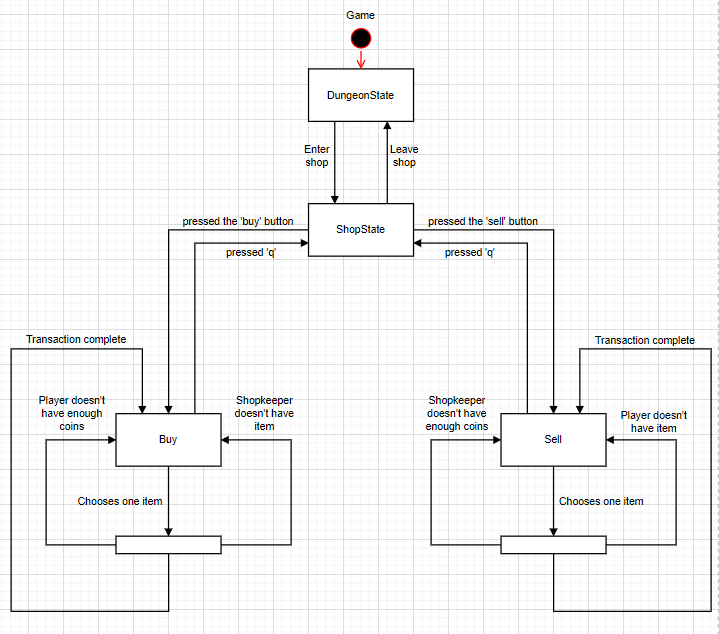 Game
DungeonState
Enter
shop
Leave
shop
ShopState
pressed the 'buy' button
pressed the 'sell' button
pressed 'q'
pressed 'q'
Transaction complete
Transaction complete
Player doesn't
have enough
coins
Shopkeeper
doesn't have
item
Shopkeeper
doesn't have
enough coins
Player doesn't
have item
Buy
Sell
Chooses one item
Chooses one item